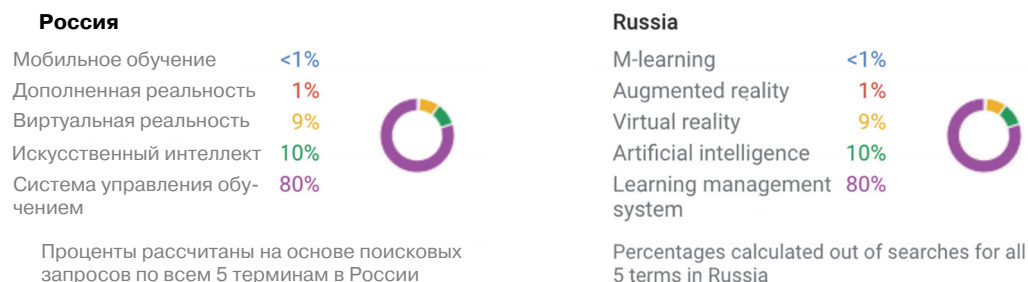 Россия
Мобильное обучение <1%
Дополненная реальность 1%
Виртуальная реальность 9%
Искусственный интеллект 10%
Система управления обу- 80%
чением
Проценты рассчитаны на основе поисковых
запросов по всем 5 терминам в России
Russia
M-learning <1%
Augmented reality 1%
Virtual reality 9%
Artificial intelligence 10%
Learning management 80%
system
Percentages calculated out of searches for all
5 terms in Russia